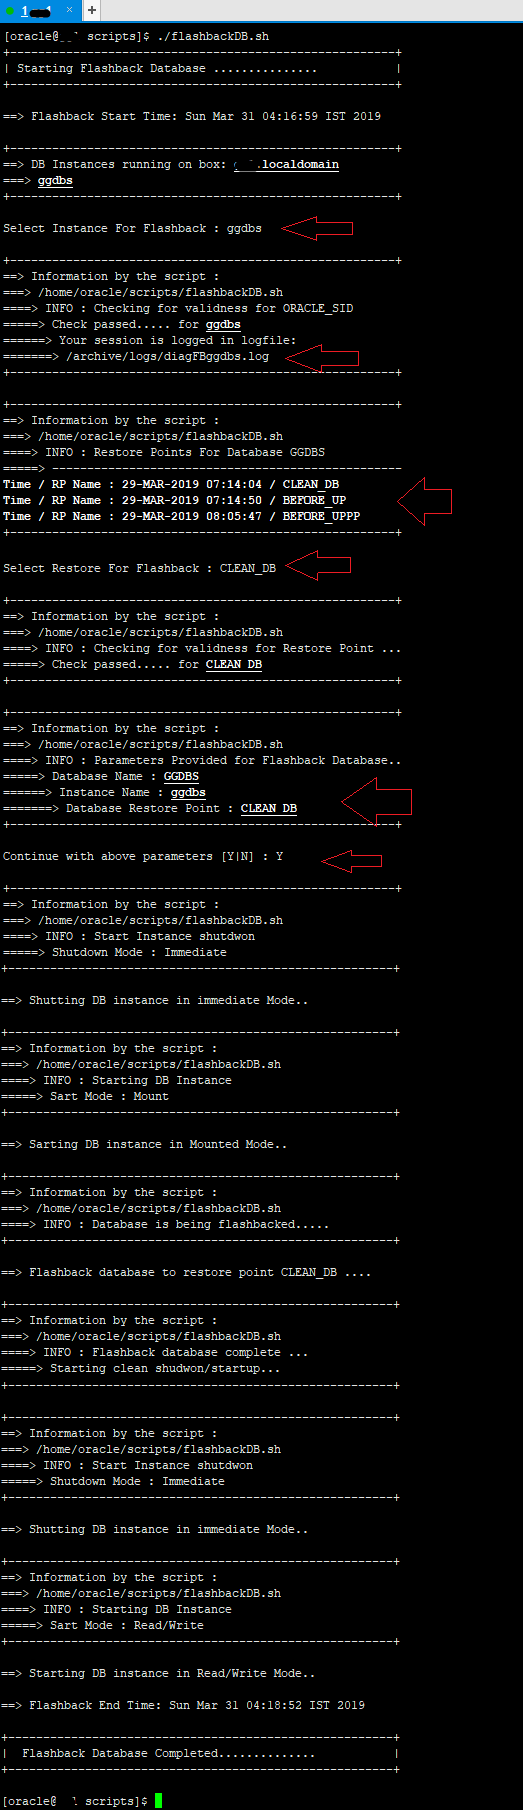 1 1 × +
[oracle@ scripts]$ ./flashbackDB.sh
+-------------------------------------------------------+
| Starting Flashback Database ............... |
+-------------------------------------------------------+
==> Flashback Start Time: Sun Mar 31 04:16:59 IST 2019
+-------------------------------------------------------+
==> DB Instances running on box: .localdomain
===> ggdbs
+-------------------------------------------------------+
Select Instance For Flashback : ggdbs
+-------------------------------------------------------+
==> Information by the script :
===> /home/oracle/scripts/flashbackDB.sh
====> INFO : Checking for validness for ORACLE_SID
=====> Check passed..... for ggdbs
======> Your session is logged in logfile:
=======> /archive/logs/diagFBggdbs.log
+-------------------------------------------------------+
+-------------------------------------------------------+
==> Information by the script :
===> /home/oracle/scripts/flashbackDB.sh
====> INFO : Restore Points For Database GGDBS
=====> --------------------------------------------------
Time / RP Name : 29-MAR-2019 07:14:04 / CLEAN_DB
Time / RP Name : 29-MAR-2019 07:14:50 / BEFORE_UP
Time / RP Name : 29-MAR-2019 08:05:47 / BEFORE_UPPP
+-------------------------------------------------------+
Select Restore For Flashback : CLEAN_DB
+-------------------------------------------------------+
==> Information by the script :
===> /home/oracle/scripts/flashbackDB.sh
====> INFO : Checking for validness for Restore Point ...
=====> Check passed..... for CLEAN_DB
+-------------------------------------------------------+
+-------------------------------------------------------+
==> Information by the script :
===> /home/oracle/scripts/flashbackDB.sh
====> INFO : Parameters Provided for Flashback Database..
=====> Database Name : GGDBS
======> Instance Name : ggdbs
=======> Database Restore Point : CLEAN_DB
+-------------------------------------------------------+
Continue with above parameters [Y|N] : Y
+-------------------------------------------------------+
==> Information by the script :
===> /home/oracle/scripts/flashbackDB.sh
====> INFO : Start Instance shutdwon
=====> Shutdown Mode : Immediate
+-------------------------------------------------------+
==> Shutting DB instance in immediate Mode..
+-------------------------------------------------------+
==> Information by the script :
===> /home/oracle/scripts/flashbackDB.sh
====> INFO : Starting DB Instance
=====> Sart Mode : Mount
+-------------------------------------------------------+
==> Sarting DB instance in Mounted Mode..
+-------------------------------------------------------+
==> Information by the script :
===> /home/oracle/scripts/flashbackDB.sh
====> INFO : Database is being flashbacked.....
+-------------------------------------------------------+
==> Flashback database to restore point CLEAN_DB ....
+-------------------------------------------------------+
==> Information by the script :
===> /home/oracle/scripts/flashbackDB.sh
====> INFO : Flashback database complete ...
=====> Starting clean shudwon/startup...
+-------------------------------------------------------+
+-------------------------------------------------------+
==> Information by the script :
===> /home/oracle/scripts/flashbackDB.sh
====> INFO : Start Instance shutdwon
=====> Shutdown Mode : Immediate
+-------------------------------------------------------+
==> Shutting DB instance in immediate Mode..
+-------------------------------------------------------+
==> Information by the script :
===> /home/oracle/scripts/flashbackDB.sh
====> INFO : Starting DB Instance
=====> Sart Mode : Read/Write
+-------------------------------------------------------+
==> Starting DB instance in Read/Write Mode..
==> Flashback End Time: Sun Mar 31 04:18:52 IST 2019
+-------------------------------------------------------+
| Flashback Database Completed.............. |
+-------------------------------------------------------+
[oracle@ scripts]$